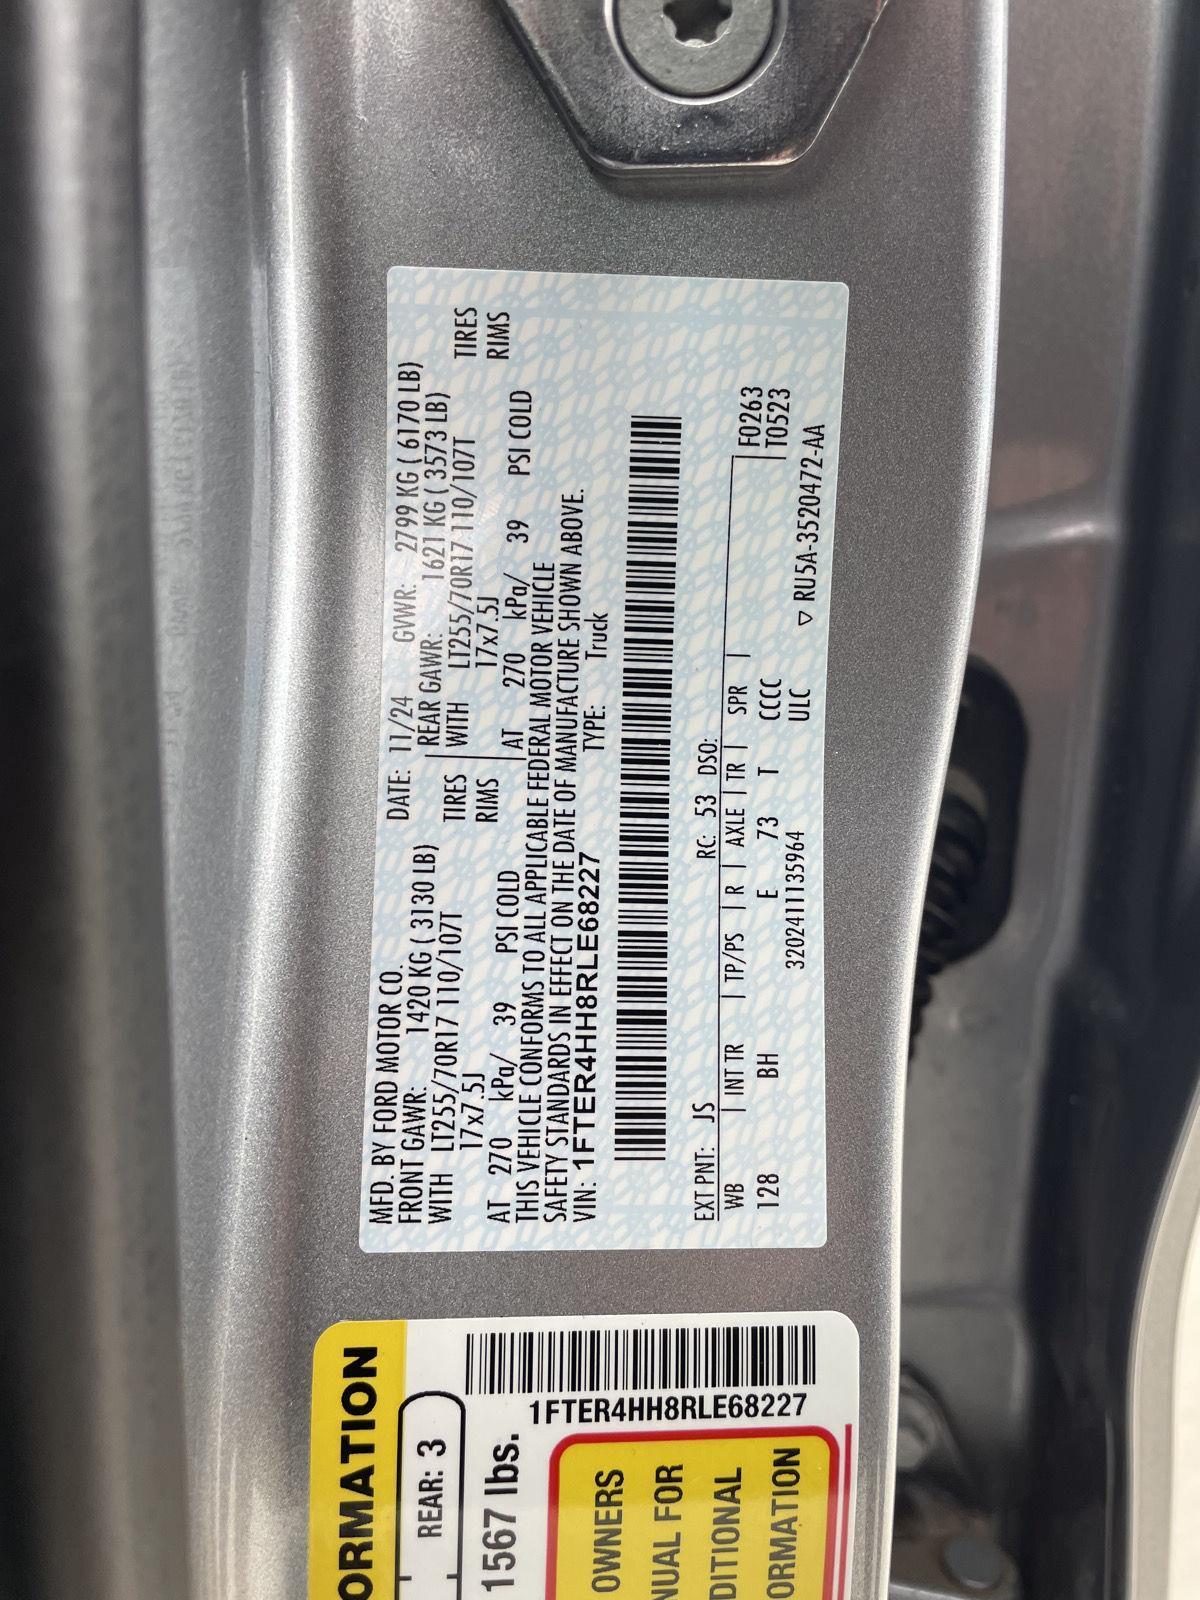 MFD. BY FORD MOTOR CO.
DATE: 11/24 GVWR: 2799 KG ( 6170 LB)
FRONT GAWR: 1420 KG ( 3130 LB)
REAR GAWR: 1621 KG ( 3573 LB)
WITH LT255/70R17 110/107T TIRES
WITH LT255/70R17 110/107T TIRES
17x7.5J RIMS
17x7.5J RIMS
AT 270 kPa/ 39 PSI COLD
AT 270 kPa/ 39 PSI COLD
THIS VEHICLE CONFORMS TO ALL APPLICABLE FEDERAL MOTOR VEHICLE
SAFETY STANDARDS IN EFFECT ON THE DATE OF MANUFACTURE SHOWN ABOVE.
VIN: 1FTER4HH8RLE68227 TYPE: Truck
EXT PNT: JS RC: 53 DSO:
WB | INT TR | TP/PS | R | AXLE | TR | SPR | F0263
128 BH E 73 T CCCC T0523
3202411135964 ULC ▽ RU5A-3520472-AA
ORMATION
REAR: 3
1567 lbs.
1FTER4HH8RLE68227
OWNERS
NUAL FOR
DITIONAL
ORMATION